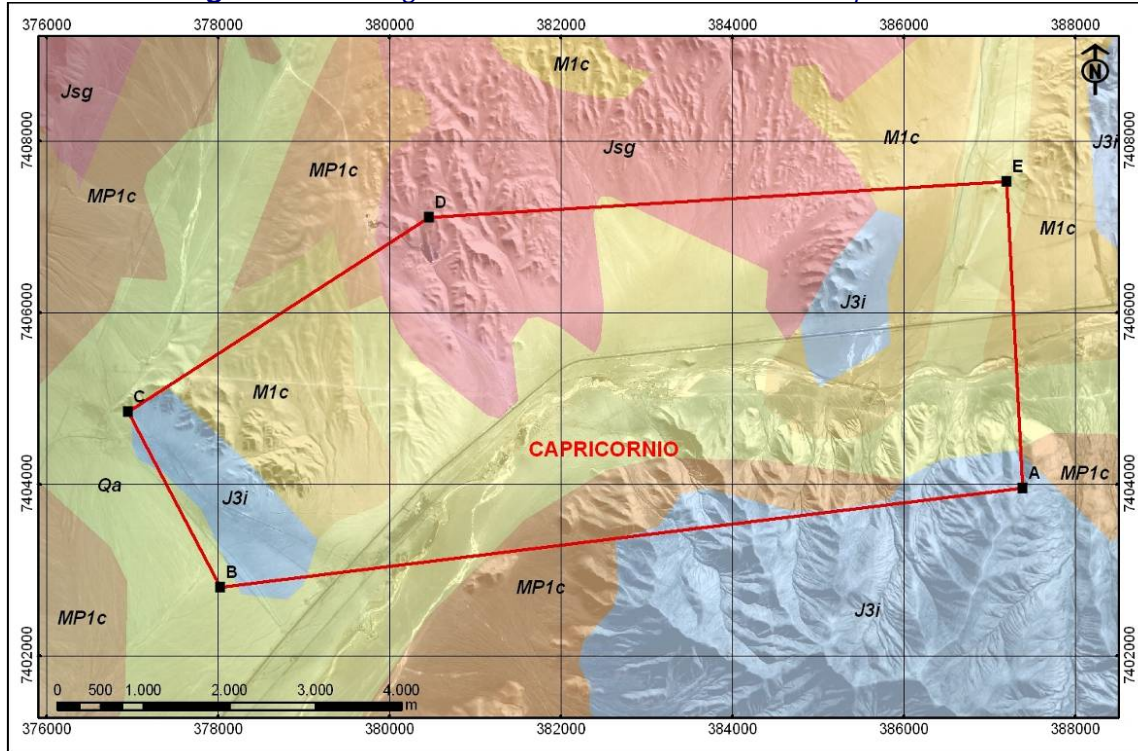 376000 378000 380000 382000 384000 386000 388000
N
M1c
Jsg
Jsg
M1c
J3i
7408000 7408000
MP1c
MP1c
E
D
M1c
7406000 7406000
J3i
M1c
C
CAPRICORNIO
7404000 7404000
A
MP1c
Qa
J3i
B
MP1c
MP1c
J3i
7402000 7402000
0 500 1.000 2.000 3.000 4.000
m
376000 378000 380000 382000 384000 386000 388000